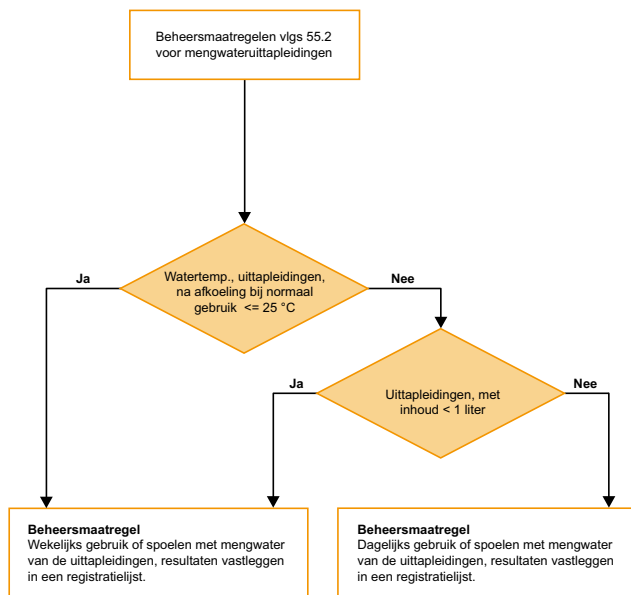 Beheersmaatregelen vlgs 55.2
voor mengwateruittapleidingen
Ja
Watertemp., uittapleidingen,
na afkoeling bij normaal
gebruik <= 25 °C
Nee
Ja
Uittapleidingen, met
inhoud < 1 liter
Nee
Beheersmaatregel
Wekelijks gebruik of spoelen met mengwater
van de uittapleidingen, resultaten vastleggen
in een registratielijst.
Beheersmaatregel
Dagelijks gebruik of spoelen met mengwater
van de uittapleidingen, resultaten vastleggen
in een registratielijst.